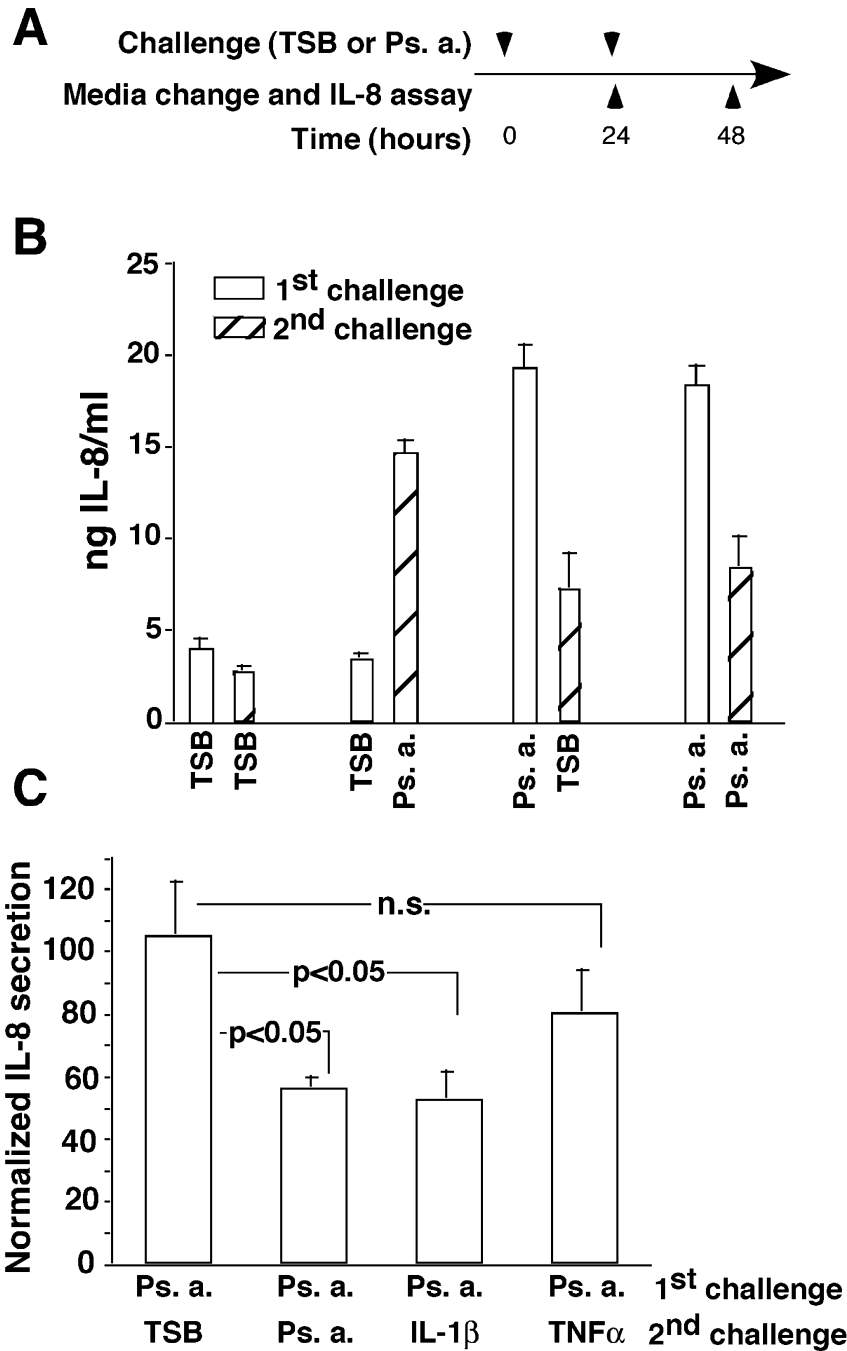 A
Challenge (TSB or Ps. a.)
Media change and IL-8 assay
Time (hours) 0 24 48
B
25
20
15
10
5
0
ng IL-8/ml
1st challenge
2nd challenge
TSB TSB TSB Ps. a. Ps. a. TSB Ps. a. Ps. a.
C
Normalized IL-8 secretion
120
100
80
60
40
20
0
n.s.
p<0.05
p<0.05
Ps. a. Ps. a. Ps. a. Ps. a. 1st challenge
TSB Ps. a. IL-1β TNFα 2nd challenge